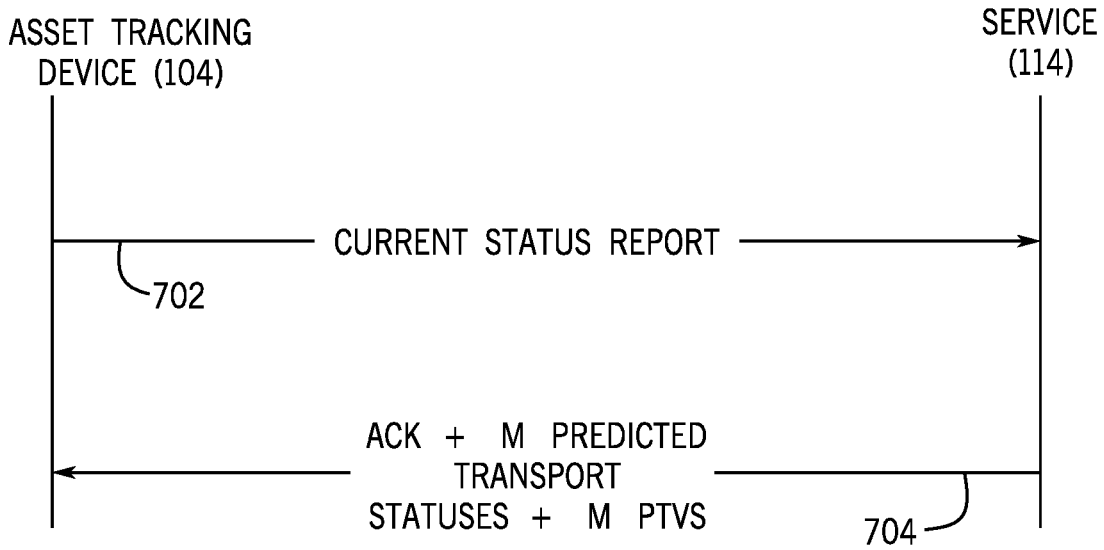 ASSET TRACKING
DEVICE (104)
SERVICE
(114)
CURRENT STATUS REPORT
702
ACK + M PREDICTED
TRANSPORT
STATUSES + M PTVS
704